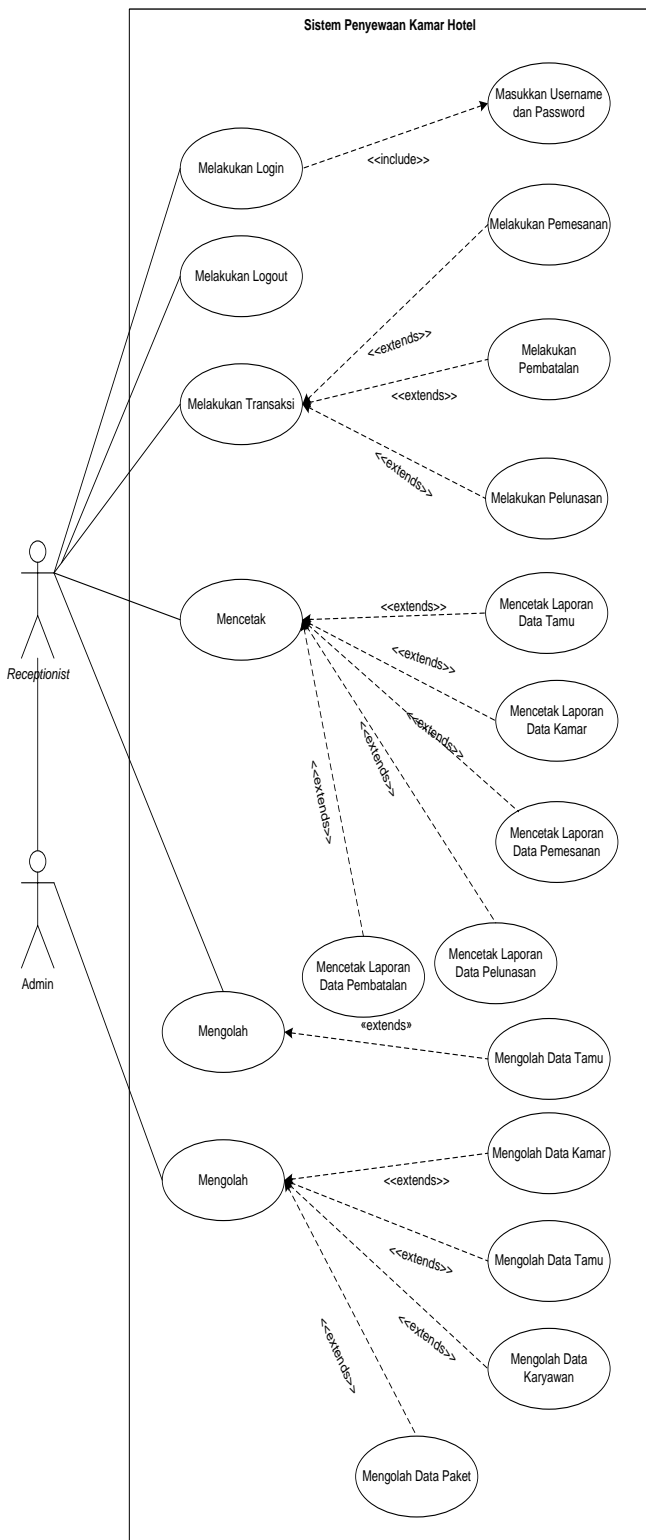 Sistem Penyewaan Kamar Hotel
Masukkan Username
dan Password
Melakukan Login
<<include>>
Melakukan Pemesanan
Melakukan Logout
<<extends>>
Melakukan
Pembatalan
<<extends>>
Melakukan Transaksi
<<extends>>
Melakukan Pelunasan
Mencetak
<<extends>>
Mencetak Laporan
Data Tamu
<<extends>>
Receptionist
Mencetak Laporan
Data Kamar
<<extends>>
<<extends>>
<<extends>>
Mencetak Laporan
Data Pemesanan
Admin
Mencetak Laporan
Data Pembatalan
Mencetak Laporan
Data Pelunasan
Mengolah
«extends»
Mengolah Data Tamu
Mengolah
Mengolah Data Kamar
<<extends>>
Mengolah Data Tamu
<<extends>>
<<extends>>
<<extends>>
Mengolah Data
Karyawan
Mengolah Data Paket